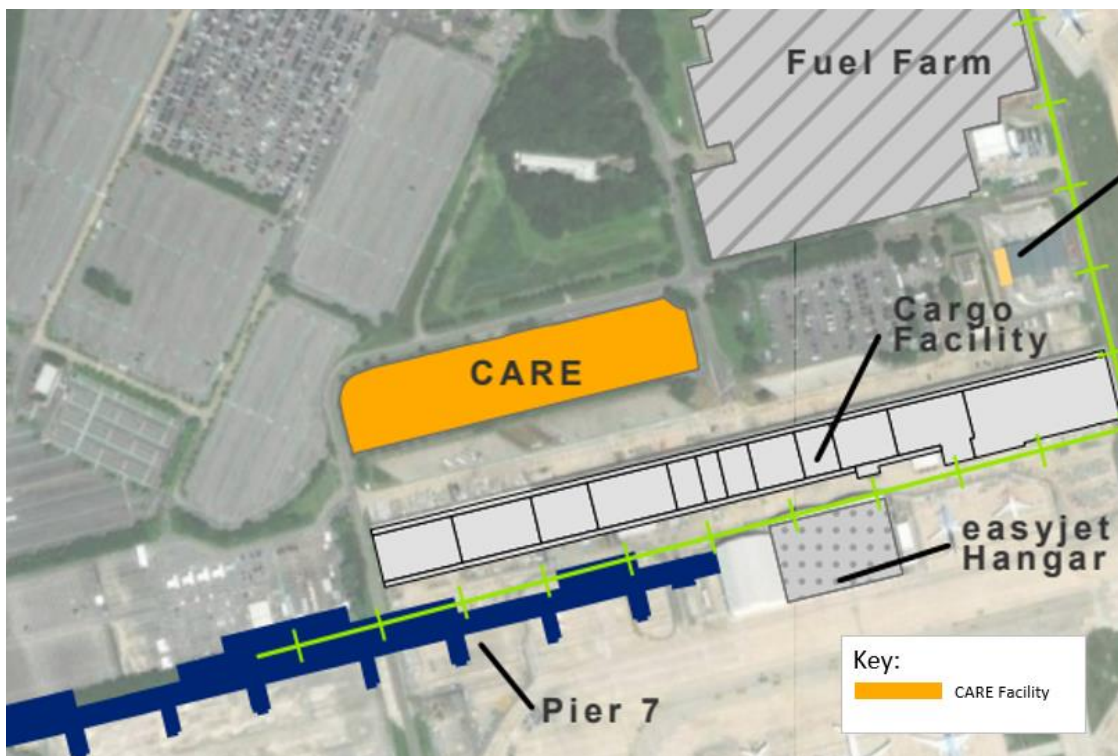 Fuel Farm
Cargo
Facility
CARE
easyjet
Hangar
Pier 7
Key:
CARE Facility